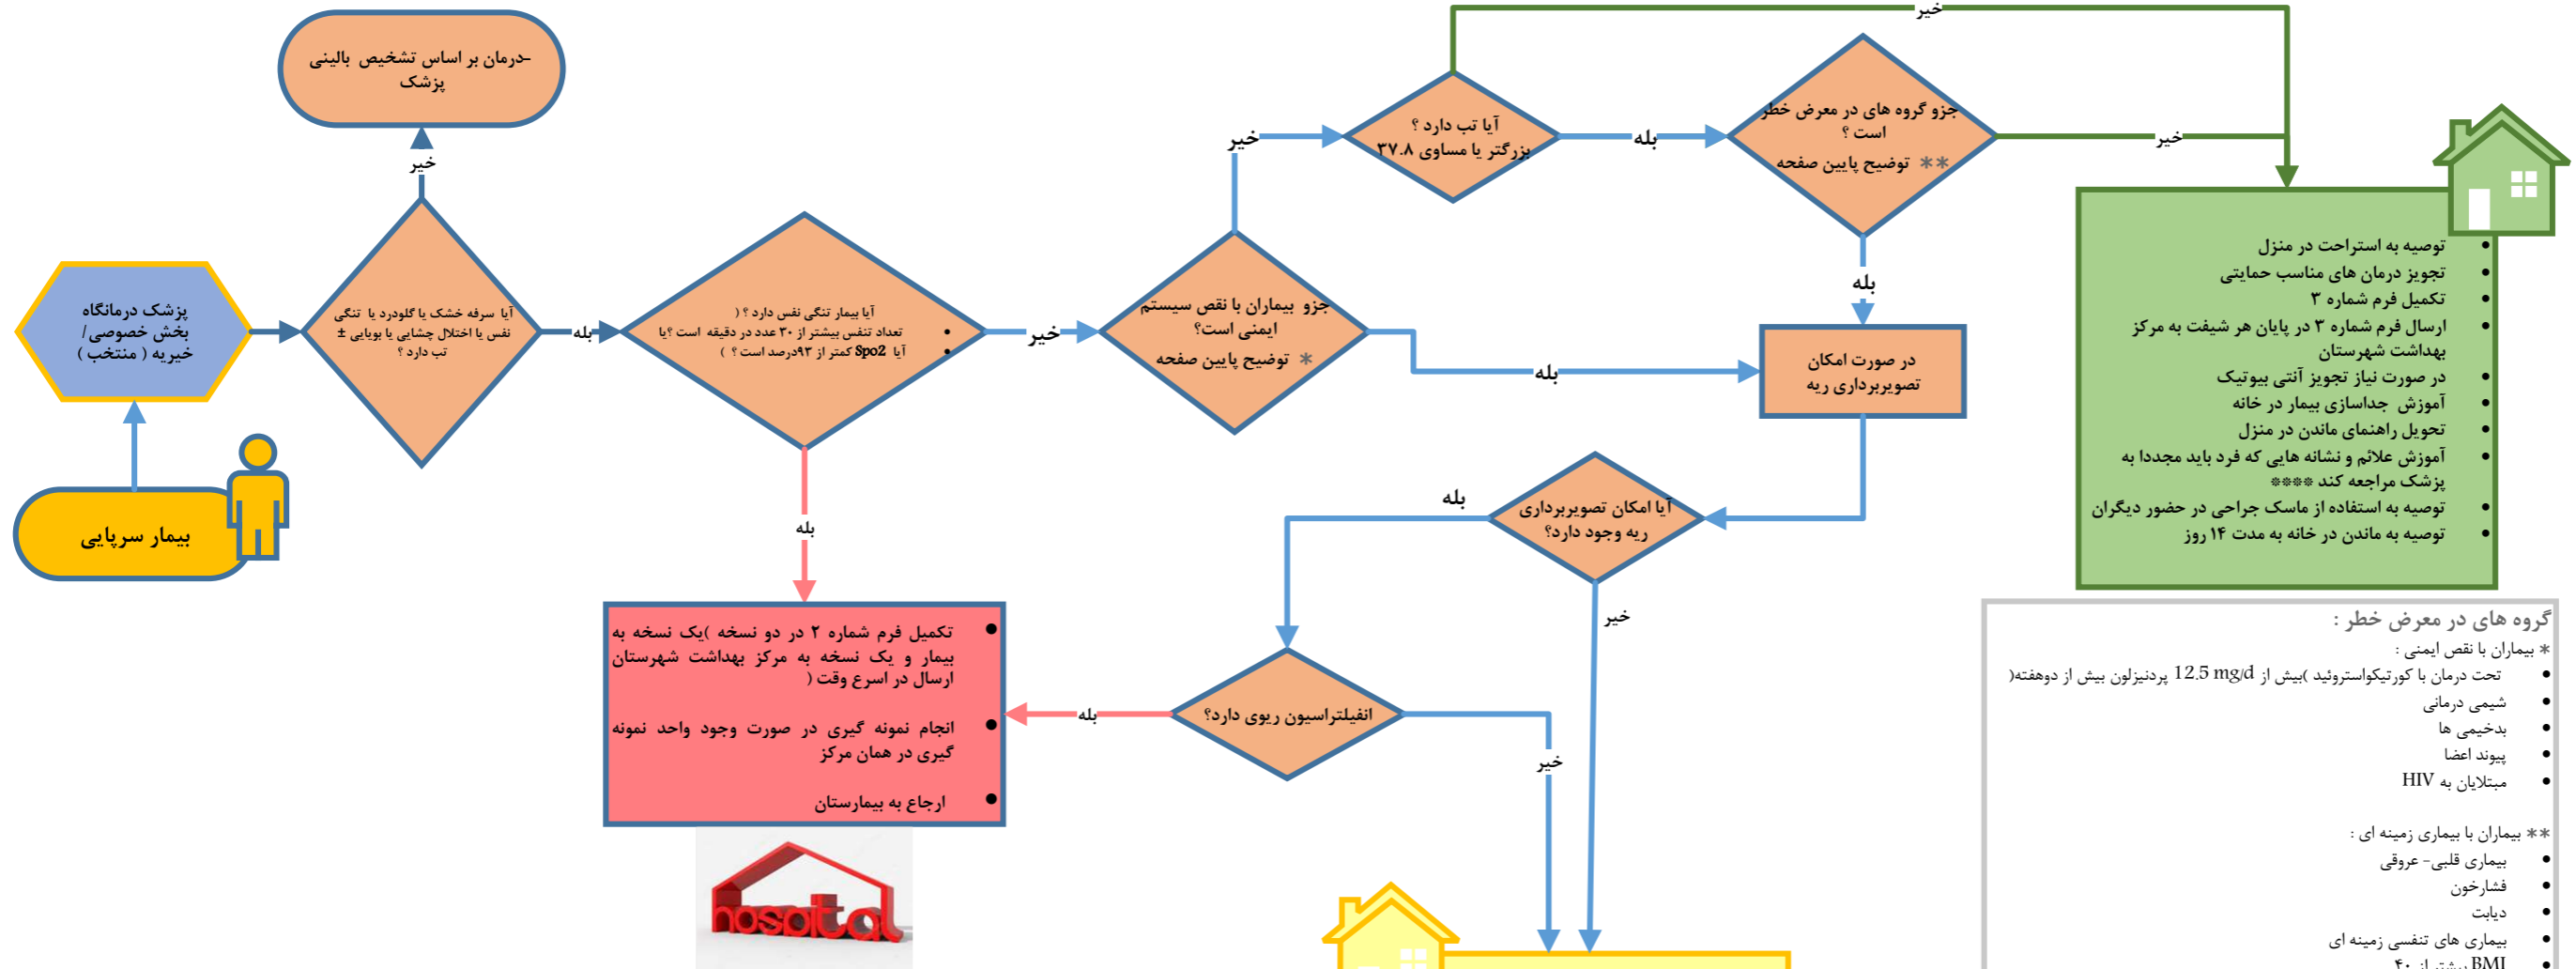 -درمان بر اساس تشخیص بالینی
پزشک
خیر
پزشک درمانگاه
بخش خصوصی/
خیریه ( منتخب )
بیمار سرپایی
آیا سرفه خشک یا گلودرد یا تنگی
نفس یا اختلال چشایی یا بویایی ±
تب دارد ؟
بله
آیا بیمار تنگی نفس دارد ؟ (
• تعداد تنفس بیشتر از ۳۰ عدد در دقیقه است ؟یا
• آیا Spo2 کمتر از ۹۳درصد است ؟ )
خیر
بله
جزو بیماران با نقص سیستم
ایمنی است؟
* توضیح پایین صفحه
خیر
بله
آیا تب دارد ؟
بزرگتر یا مساوی ۳۷.۸
خیر
بله
جزو گروه های در معرض خطر
است ؟
** توضیح پایین صفحه
خیر
بله
در صورت امکان
تصویربرداری ریه
آیا امکان تصویربرداری
ریه وجود دارد؟
بله
خیر
انفیلتراسیون ریوی دارد؟
بله
خیر
• تکمیل فرم شماره ۲ در دو نسخه )یک نسخه به
بیمار و یک نسخه به مرکز بهداشت شهرستان
ارسال در اسرع وقت (
• انجام نمونه گیری در صورت وجود واحد نمونه
گیری در همان مرکز
• ارجاع به بیمارستان
hospital
• توصیه به استراحت در منزل
• تجویز درمان های مناسب حمایتی
• تکمیل فرم شماره ۳
• ارسال فرم شماره ۳ در پایان هر شیفت به مرکز
بهداشت شهرستان
• در صورت نیاز تجویز آنتی بیوتیک
• آموزش جداسازی بیمار در خانه
• تحویل راهنمای ماندن در منزل
• آموزش علائم و نشانه هایی که فرد باید مجددا به
پزشک مراجعه کند ****
• توصیه به استفاده از ماسک جراحی در حضور دیگران
• توصیه به ماندن در خانه به مدت ۱۴ روز
گروه های در معرض خطر :
* بیماران با نقص ایمنی :
• تحت درمان با کورتیکواستروئید )بیش از 12.5 mg/d پردنیزلون بیش از دوهفته(
• شیمی درمانی
• بدخیمی ها
• پیوند اعضا
• مبتلایان به HIV
** بیماران با بیماری زمینه ای :
• بیماری قلبی- عروقی
• فشارخون
• دیابت
• بیماری های تنفسی زمینه ای
• BMI بیشتر از ۴۰